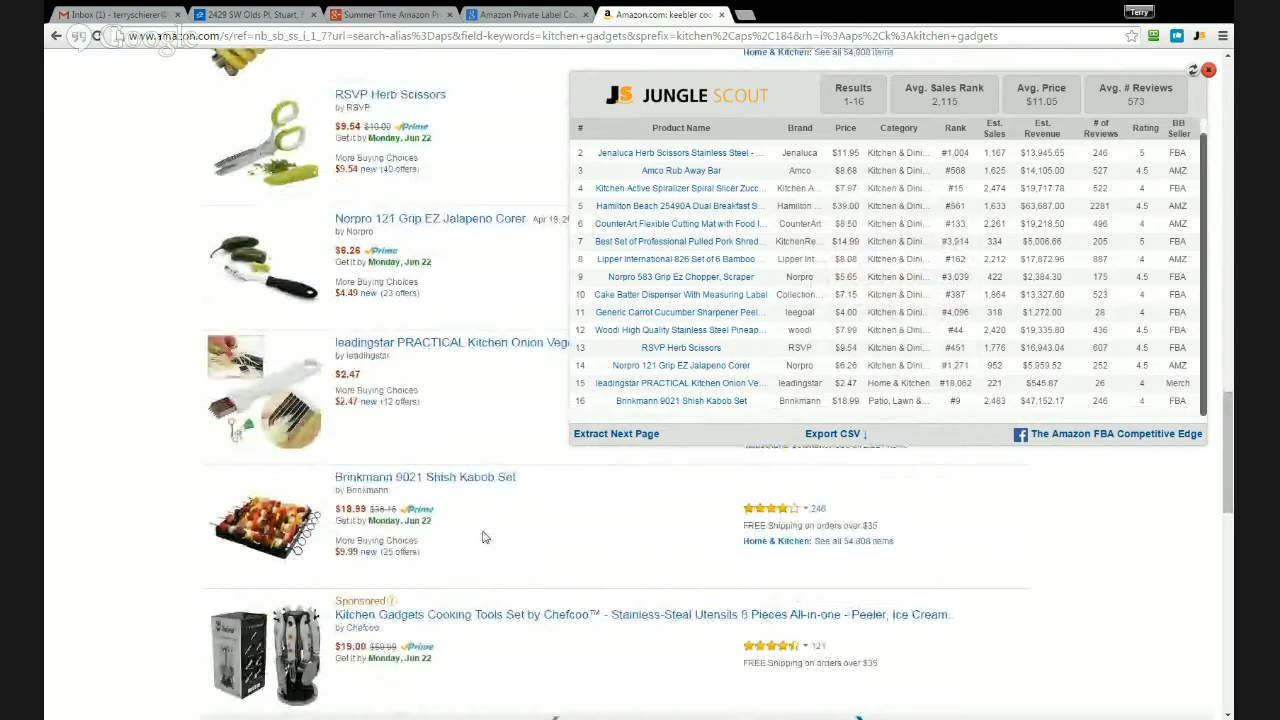 Inbox (1) - terryschierer@
2429 SW Olds Pl, Stuart, F
Summer Time Amazon Pr
Amazon Private Label Co
Amazon.com: keebler coo
Terry
www.amazon.com/s/ref=nb_sb_ss_i_1_7?url=search-alias%3Daps&field-keywords=kitchen+gadgets&sprefix=kitchen%2Caps%2C184&rh=i%3Aaps%2Ck%3Akitchen+gadgets
Google
Home & Kitchen: See all 54,808 items
RSVP Herb Scissors
by RSVP
$9.54 $10.00 Prime
Get it by Monday, Jun 22
More Buying Choices
$9.54 new (40 offers)
Norpro 121 Grip EZ Jalapeno Corer Apr 18, 2
by Norpro
$6.26 Prime
Get it by Monday, Jun 22
More Buying Choices
$4.49 new (23 offers)
leadingstar PRACTICAL Kitchen Onion Veg
by leadingstar
$2.47
More Buying Choices
$2.47 new (12 offers)
JS JUNGLE SCOUT
Results 1-16
Avg. Sales Rank 2,115
Avg. Price $11.05
Avg. # Reviews 573
# Product Name Brand Price Category Rank Est. Sales Est. Revenue # of Reviews Rating BB Seller
2 Jenaluca Herb Scissors Stainless Steel - ... Jenaluca $11.95 Kitchen & Dini... #1,004 1,167 $13,945.65 246 5 FBA
3 Amco Rub Away Bar Amco $8.68 Kitchen & Dini... #568 1,625 $14,105.00 527 4.5 AMZ
4 Kitchen Active Spiralizer Spiral Slicer Zucc... Kitchen A... $7.97 Kitchen & Dini... #15 2,474 $19,717.78 522 4 FBA
5 Hamilton Beach 25490A Dual Breakfast S... Hamilton ... $39.00 Kitchen & Dini... #561 1,633 $63,687.00 2281 4.5 AMZ
6 CounterArt Flexible Cutting Mat with Food I... CounterArt $8.50 Kitchen & Dini... #133 2,261 $19,218.50 496 4 AMZ
7 Best Set of Professional Pulled Pork Shred... KitchenRe... $14.99 Kitchen & Dini... #3,914 334 $5,006.66 205 5 FBA
8 Lipper International 826 Set of 6 Bamboo ... Lipper Int... $8.08 Kitchen & Dini... #162 2,212 $17,872.96 887 4 AMZ
9 Norpro 583 Grip Ez Chopper, Scraper Norpro $5.65 Kitchen & Dini... #3,039 422 $2,384.30 175 4.5 FBA
10 Cake Batter Dispenser With Measuring Label Collection... $7.15 Kitchen & Dini... #387 1,864 $13,327.60 523 4 FBA
11 Generic Carrot Cucumber Sharpener Peel... leegoal $4.00 Kitchen & Dini... #4,096 318 $1,272.00 28 4 FBA
12 Woodi High Quality Stainless Steel Pineap... woodi $7.99 Kitchen & Dini... #44 2,420 $19,335.80 436 4.5 FBA
13 RSVP Herb Scissors RSVP $9.54 Kitchen & Dini... #451 1,776 $16,943.04 607 4.5 FBA
14 Norpro 121 Grip EZ Jalapeno Corer Norpro $6.26 Kitchen & Dini... #1,271 952 $5,959.52 252 4.5 AMZ
15 leadingstar PRACTICAL Kitchen Onion Ve... leadingstar $2.47 Home & Kitchen #18,062 221 $545.87 26 4 Merch
16 Brinkmann 9021 Shish Kabob Set Brinkmann $18.99 Patio, Lawn &... #9 2,483 $47,152.17 246 4 FBA
Extract Next Page Export CSV ↓ The Amazon FBA Competitive Edge
Brinkmann 9021 Shish Kabob Set
by Brinkmann
$18.99 Prime
Get it by Monday, Jun 22
More Buying Choices
$9.99 new (25 offers)
246
FREE Shipping on orders over $35
Home & Kitchen: See all 54,808 items
Sponsored
Kitchen Gadgets Cooking Tools Set by Chefcoo™ - Stainless-Steal Utensils 8 Pieces All-in-one - Peeler, Ice Cream...
by Chefcoo
$19.00 $59.99 Prime
Get it by Monday, Jun 22
121
FREE Shipping on orders over $35